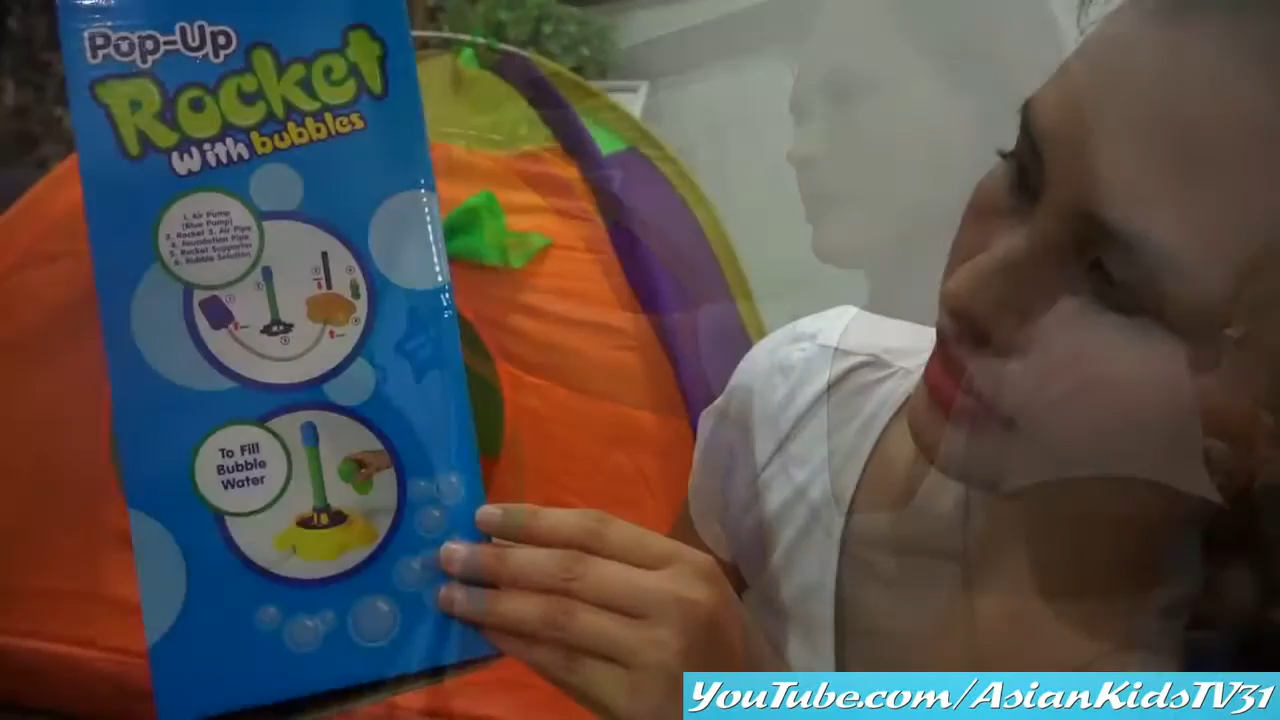 Pop-Up
Rocket
With bubbles
1. Air Pump
(Blue Pump)
2. Rocket 3. Air Pipe
4. Foundation Pipe
5. Rocket Supporter
6. Bubble Solution
To Fill
Bubble
Water
YouTube.com/AsianKidsTV31